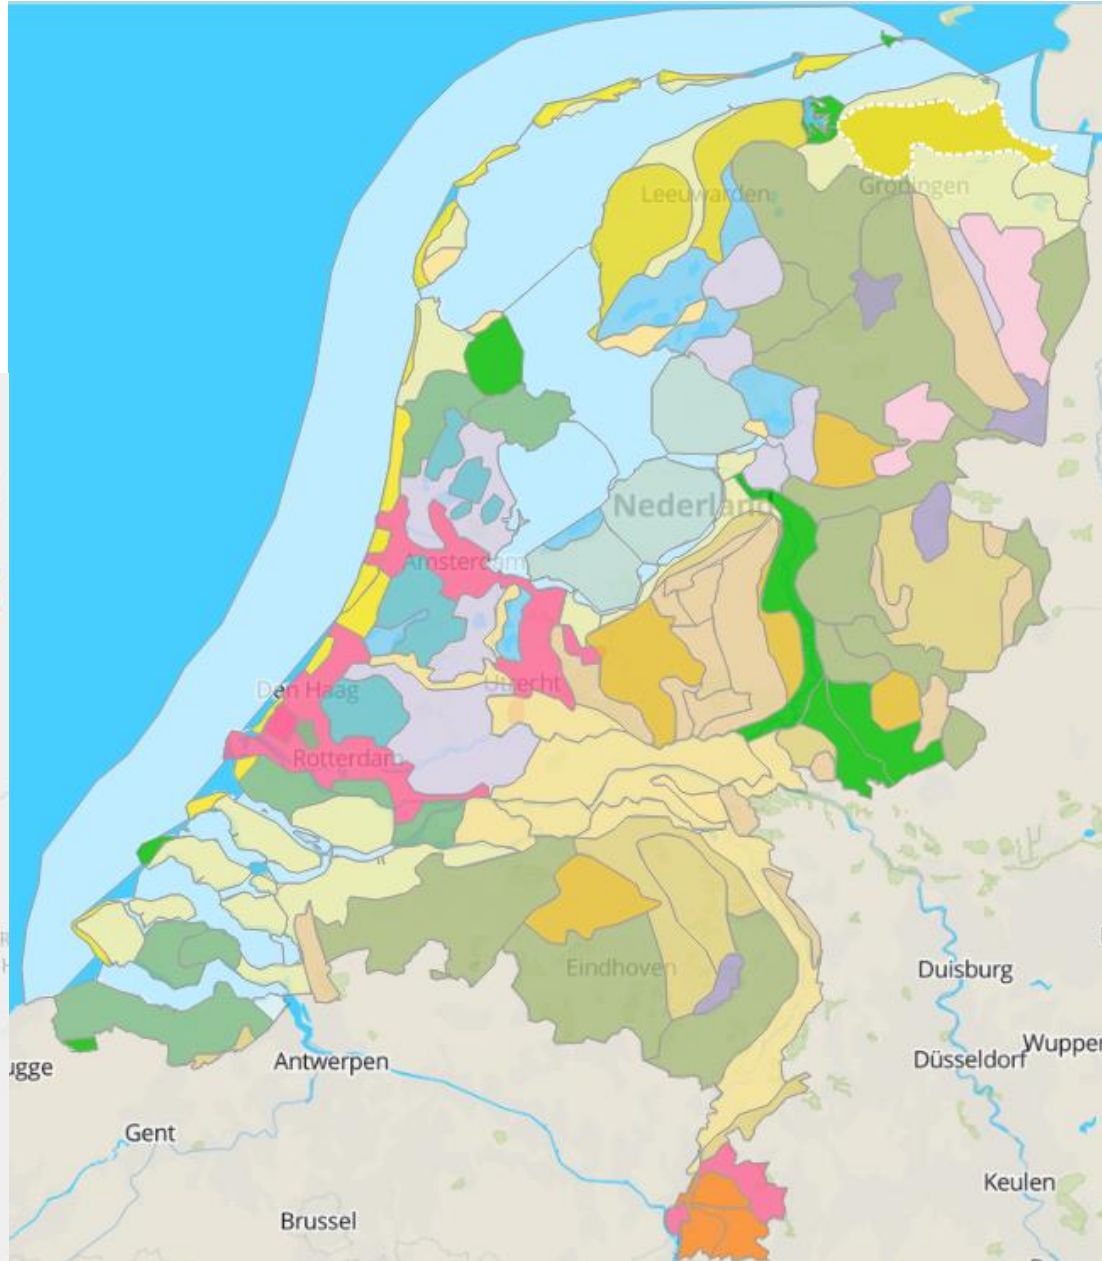 Leeuwarden
Groningen
Nederland
Amsterdam
Den Haag
Utrecht
Rotterdam
Eindhoven
Duisburg
Antwerpen
Düsseldorf
Wupper
ugge
Gent
Keulen
Brussel